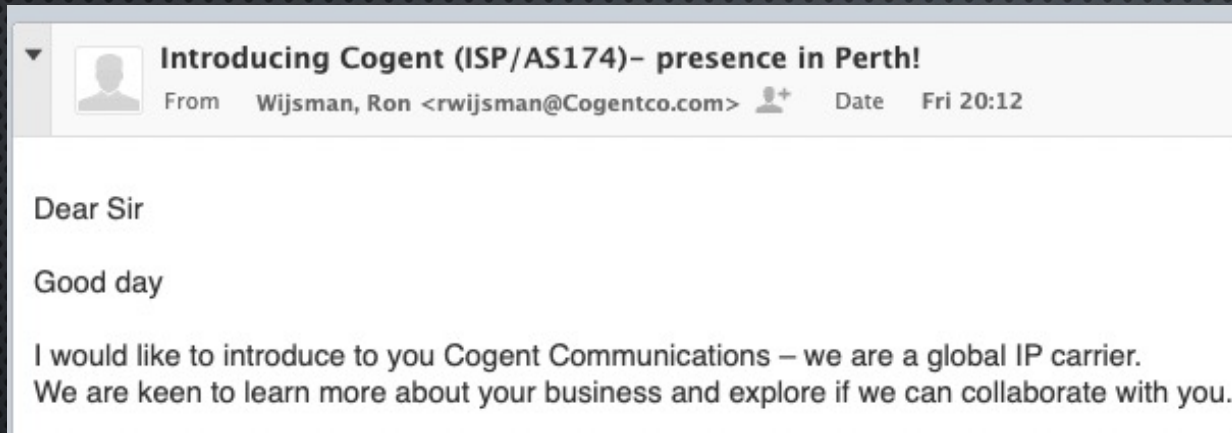 Introducing Cogent (ISP/AS174)– presence in Perth!
From Wijsman, Ron <rwijsman@Cogentco.com> Date Fri 20:12
Dear Sir
Good day
I would like to introduce to you Cogent Communications – we are a global IP carrier.
We are keen to learn more about your business and explore if we can collaborate with you.